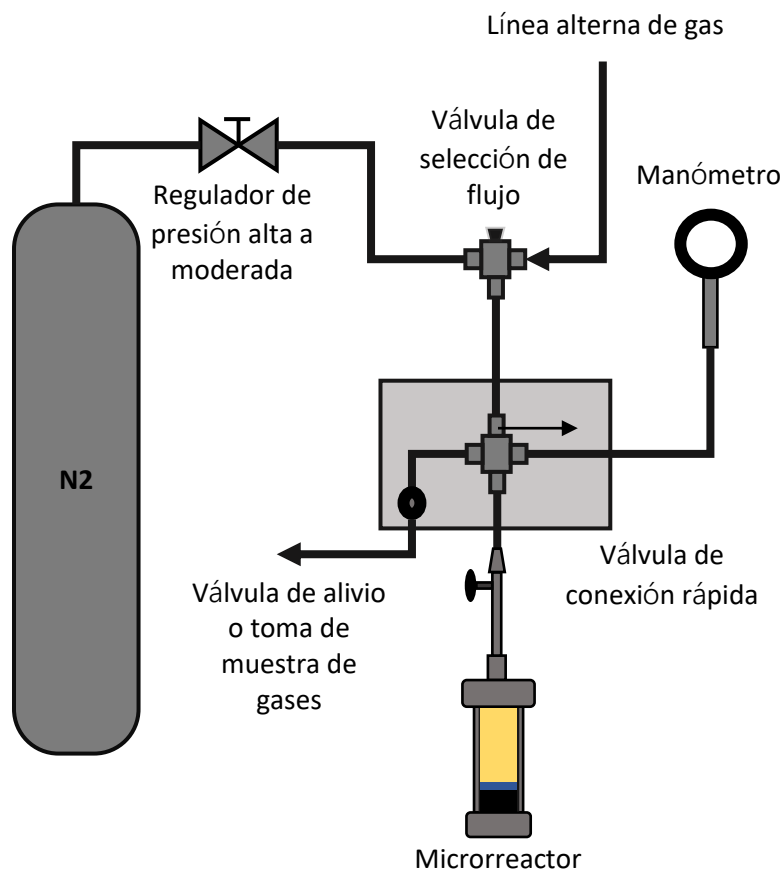 Línea alterna de gas
Válvula de
selección de
flujo
Manómetro
Regulador de
presión alta a
moderada
N2
Válvula de alivio
o toma de
muestra de
gases
Válvula de
conexión rápida
Microrreactor